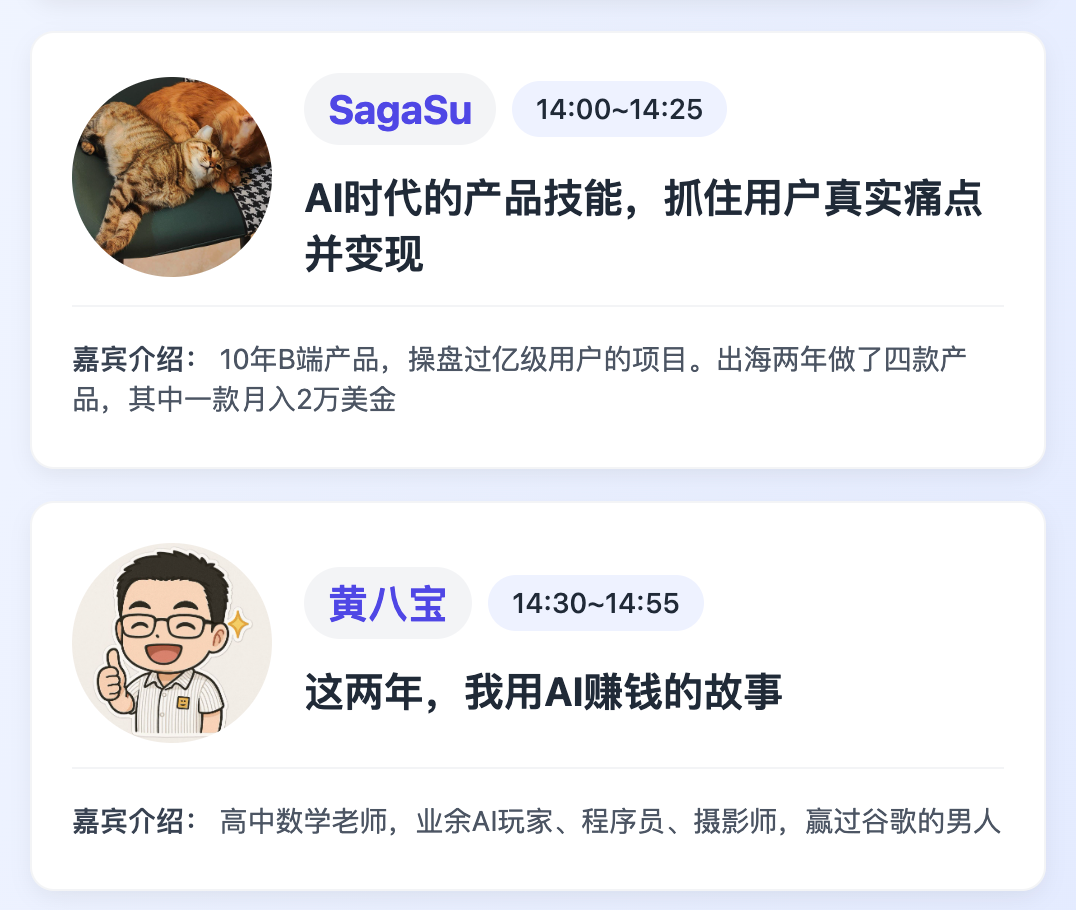 SagaSu
14:00~14:25
AI时代的产品技能，抓住用户真实痛点
并变现
嘉宾介绍： 10年B端产品，操盘过亿级用户的项目。出海两年做了四款产
品，其中一款月入2万美金
黄八宝
14:30~14:55
这两年，我用AI赚钱的故事
嘉宾介绍： 高中数学老师，业余AI玩家、程序员、摄影师，赢过谷歌的男人